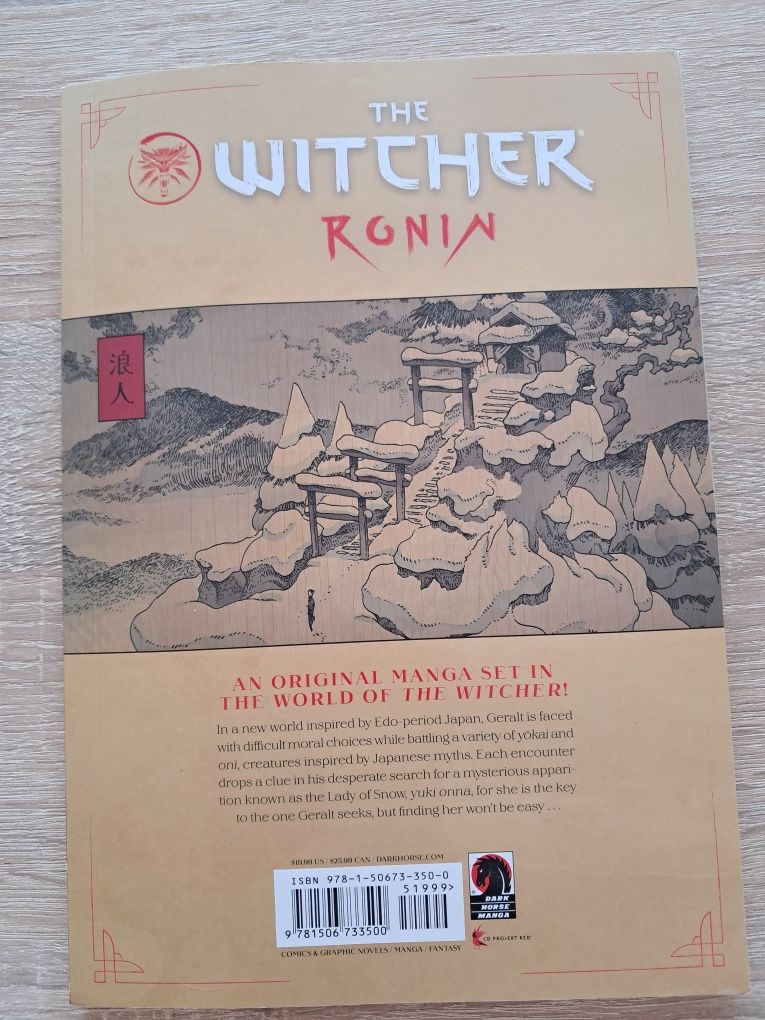 THE
WITCHER®
RONIN
浪
人
AN ORIGINAL MANGA SET IN
THE WORLD OF THE WITCHER!
In a new world inspired by Edo-period Japan, Geralt is faced
with difficult moral choices while battling a variety of yōkai and
oni, creatures inspired by Japanese myths. Each encounter
drops a clue in his desperate search for a mysterious appari-
tion known as the Lady of Snow, yuki onna, for she is the key
to the one Geralt seeks, but finding her won't be easy . . .
$19.99 US / $25.99 CAN / DARKHORSE.COM
ISBN 978-1-50673-350-0
51999>
9 781506 733500
COMICS & GRAPHIC NOVELS / MANGA / FANTASY
®
DARK
HORSE
MANGA
CD PROJEKT RED®